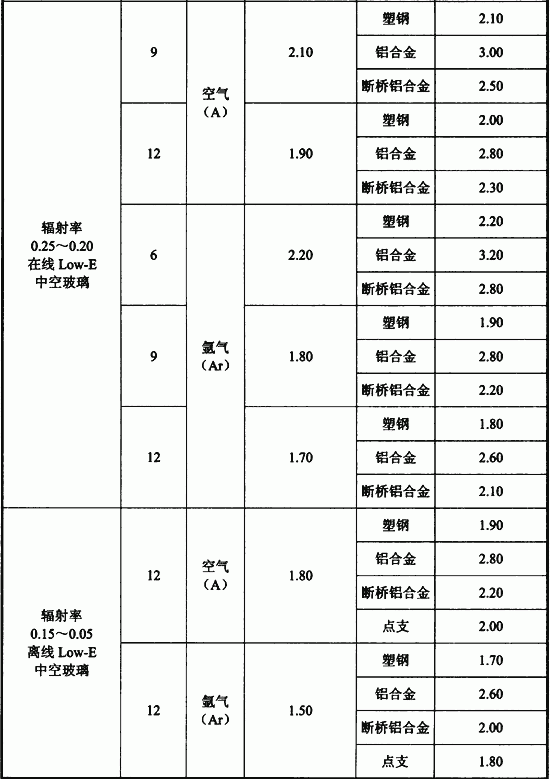 辐射率
0.25～0.20
在线 Low-E
中空玻璃
9
空气
（A）
2.10
塑钢 2.10
铝合金 3.00
断桥铝合金 2.50
12
1.90
塑钢 2.00
铝合金 2.80
断桥铝合金 2.30
6
氩气
（Ar）
2.20
塑钢 2.20
铝合金 3.20
断桥铝合金 2.80
9
1.80
塑钢 1.90
铝合金 2.80
断桥铝合金 2.20
12
1.70
塑钢 1.80
铝合金 2.60
断桥铝合金 2.10
辐射率
0.15～0.05
离线 Low-E
中空玻璃
12
空气
（A）
1.80
塑钢 1.90
铝合金 2.80
断桥铝合金 2.20
点支 2.00
12
氩气
（Ar）
1.50
塑钢 1.70
铝合金 2.60
断桥铝合金 2.00
点支 1.80